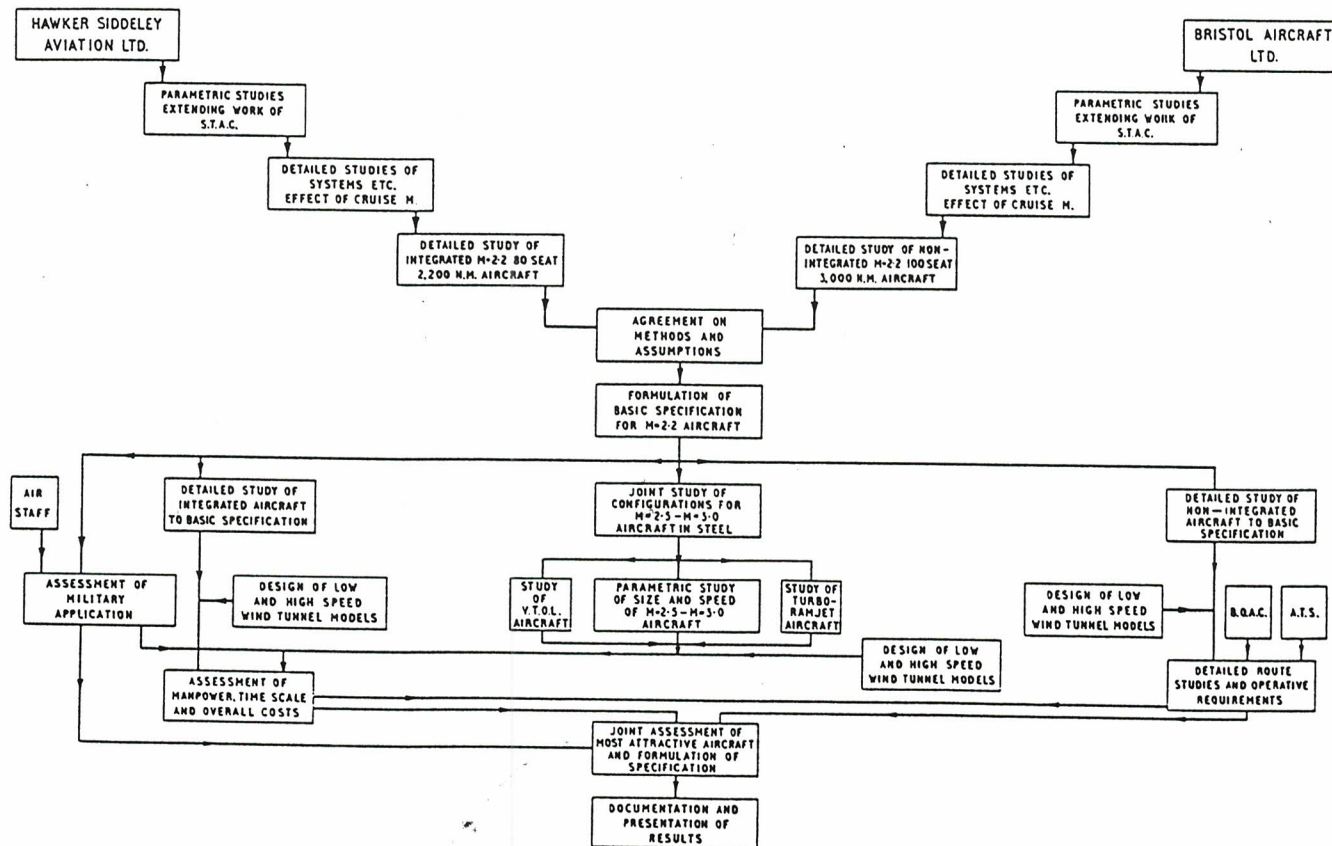 HAWKER SIDDELEY
AVIATION LTD.
BRISTOL AIRCRAFT
LTD.
PARAMETRIC STUDIES
EXTENDING WORK OF
S.T.A.C.
PARAMETRIC STUDIES
EXTENDING WORK OF
S.T.A.C.
DETAILED STUDIES OF
SYSTEMS ETC.
EFFECT OF CRUISE M.
DETAILED STUDIES OF
SYSTEMS ETC.
EFFECT OF CRUISE M.
DETAILED STUDY OF
INTEGRATED M=2·2 80 SEAT
2,200 N.M. AIRCRAFT
DETAILED STUDY OF NON-
INTEGRATED M=2·2 100 SEAT
3,000 N.M. AIRCRAFT
AGREEMENT ON
METHODS AND
ASSUMPTIONS
FORMULATION OF
BASIC SPECIFICATION
FOR M=2·2 AIRCRAFT
AIR
STAFF
DETAILED STUDY OF
INTEGRATED AIRCRAFT
TO BASIC SPECIFICATION
JOINT STUDY OF
CONFIGURATIONS FOR
M=2·5–M=3·0
AIRCRAFT IN STEEL
DETAILED STUDY OF
NON—INTEGRATED
AIRCRAFT TO BASIC
SPECIFICATION
ASSESSMENT OF
MILITARY
APPLICATION
DESIGN OF LOW
AND HIGH SPEED
WIND TUNNEL MODELS
STUDY
OF
V.T.O.L.
AIRCRAFT
PARAMETRIC STUDY
OF SIZE AND SPEED
OF M=2·5–M=3·0
AIRCRAFT
STUDY OF
TURBO-
RAMJET
AIRCRAFT
DESIGN OF LOW
AND HIGH SPEED
WIND TUNNEL MODELS
B.O.A.C.
A.T.S.
ASSESSMENT OF
MANPOWER, TIME SCALE
AND OVERALL COSTS
DESIGN OF LOW
AND HIGH SPEED
WIND TUNNEL MODELS
DETAILED ROUTE
STUDIES AND OPERATIVE
REQUIREMENTS
JOINT ASSESSMENT OF
MOST ATTRACTIVE AIRCRAFT
AND FORMULATION OF
SPECIFICATION
DOCUMENTATION AND
PRESENTATION OF
RESULTS